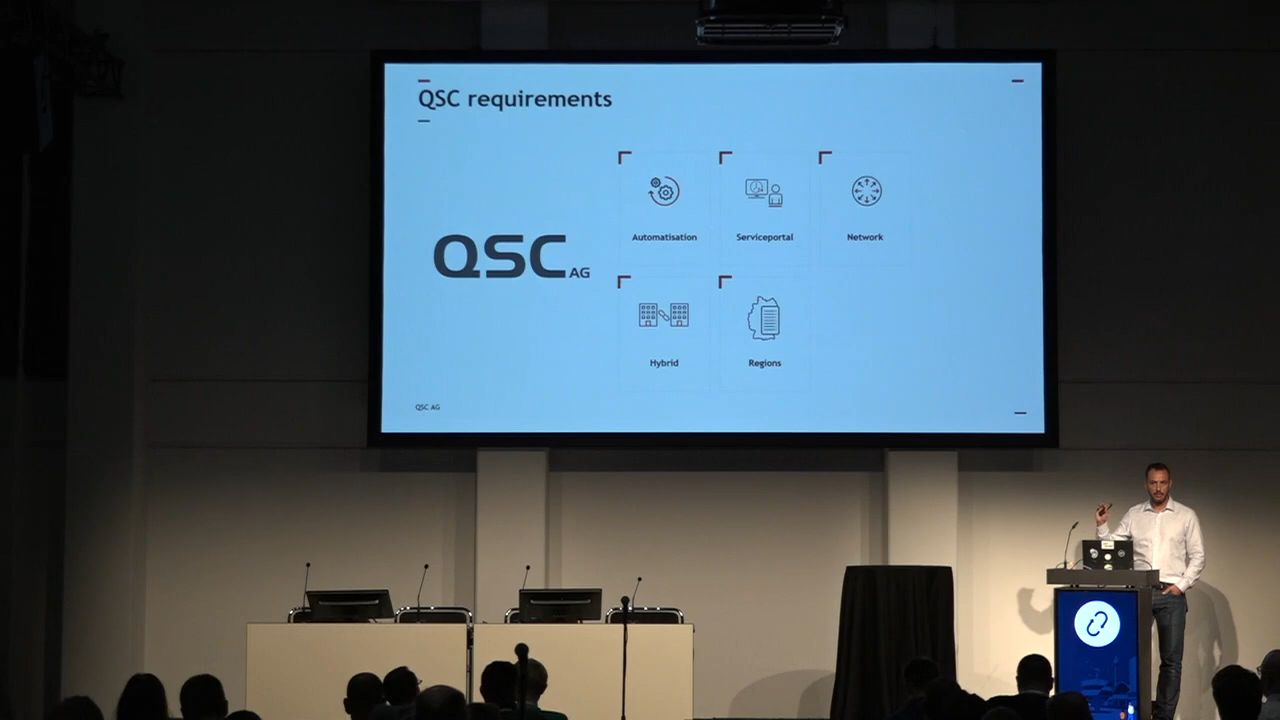 QSC requirements
Automatisation
Serviceportal
Network
QSC AG
Hybrid
Regions
QSC AG